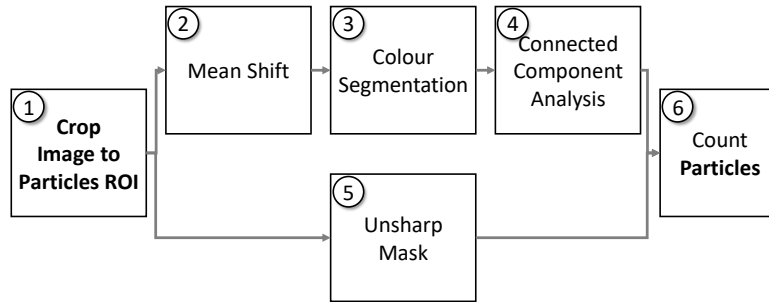 1
Crop
Image to
Particles ROI
2
Mean Shift
3
Colour
Segmentation
4
Connected
Component
Analysis
5
Unsharp
Mask
6
Count
Particles